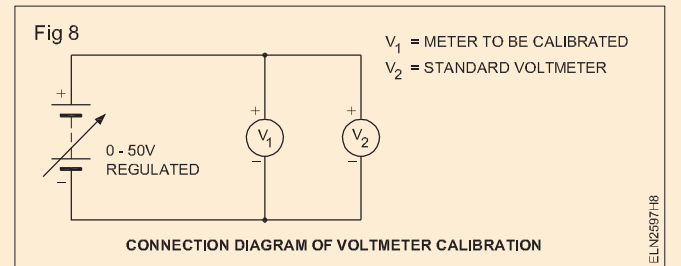 Fig 8
V1 = METER TO BE CALIBRATED
V2 = STANDARD VOLTMETER
+
+
+
V1
V2
0 - 50V
REGULATED
–
–
–
CONNECTION DIAGRAM OF VOLTMETER CALIBRATION
ELN2597H8